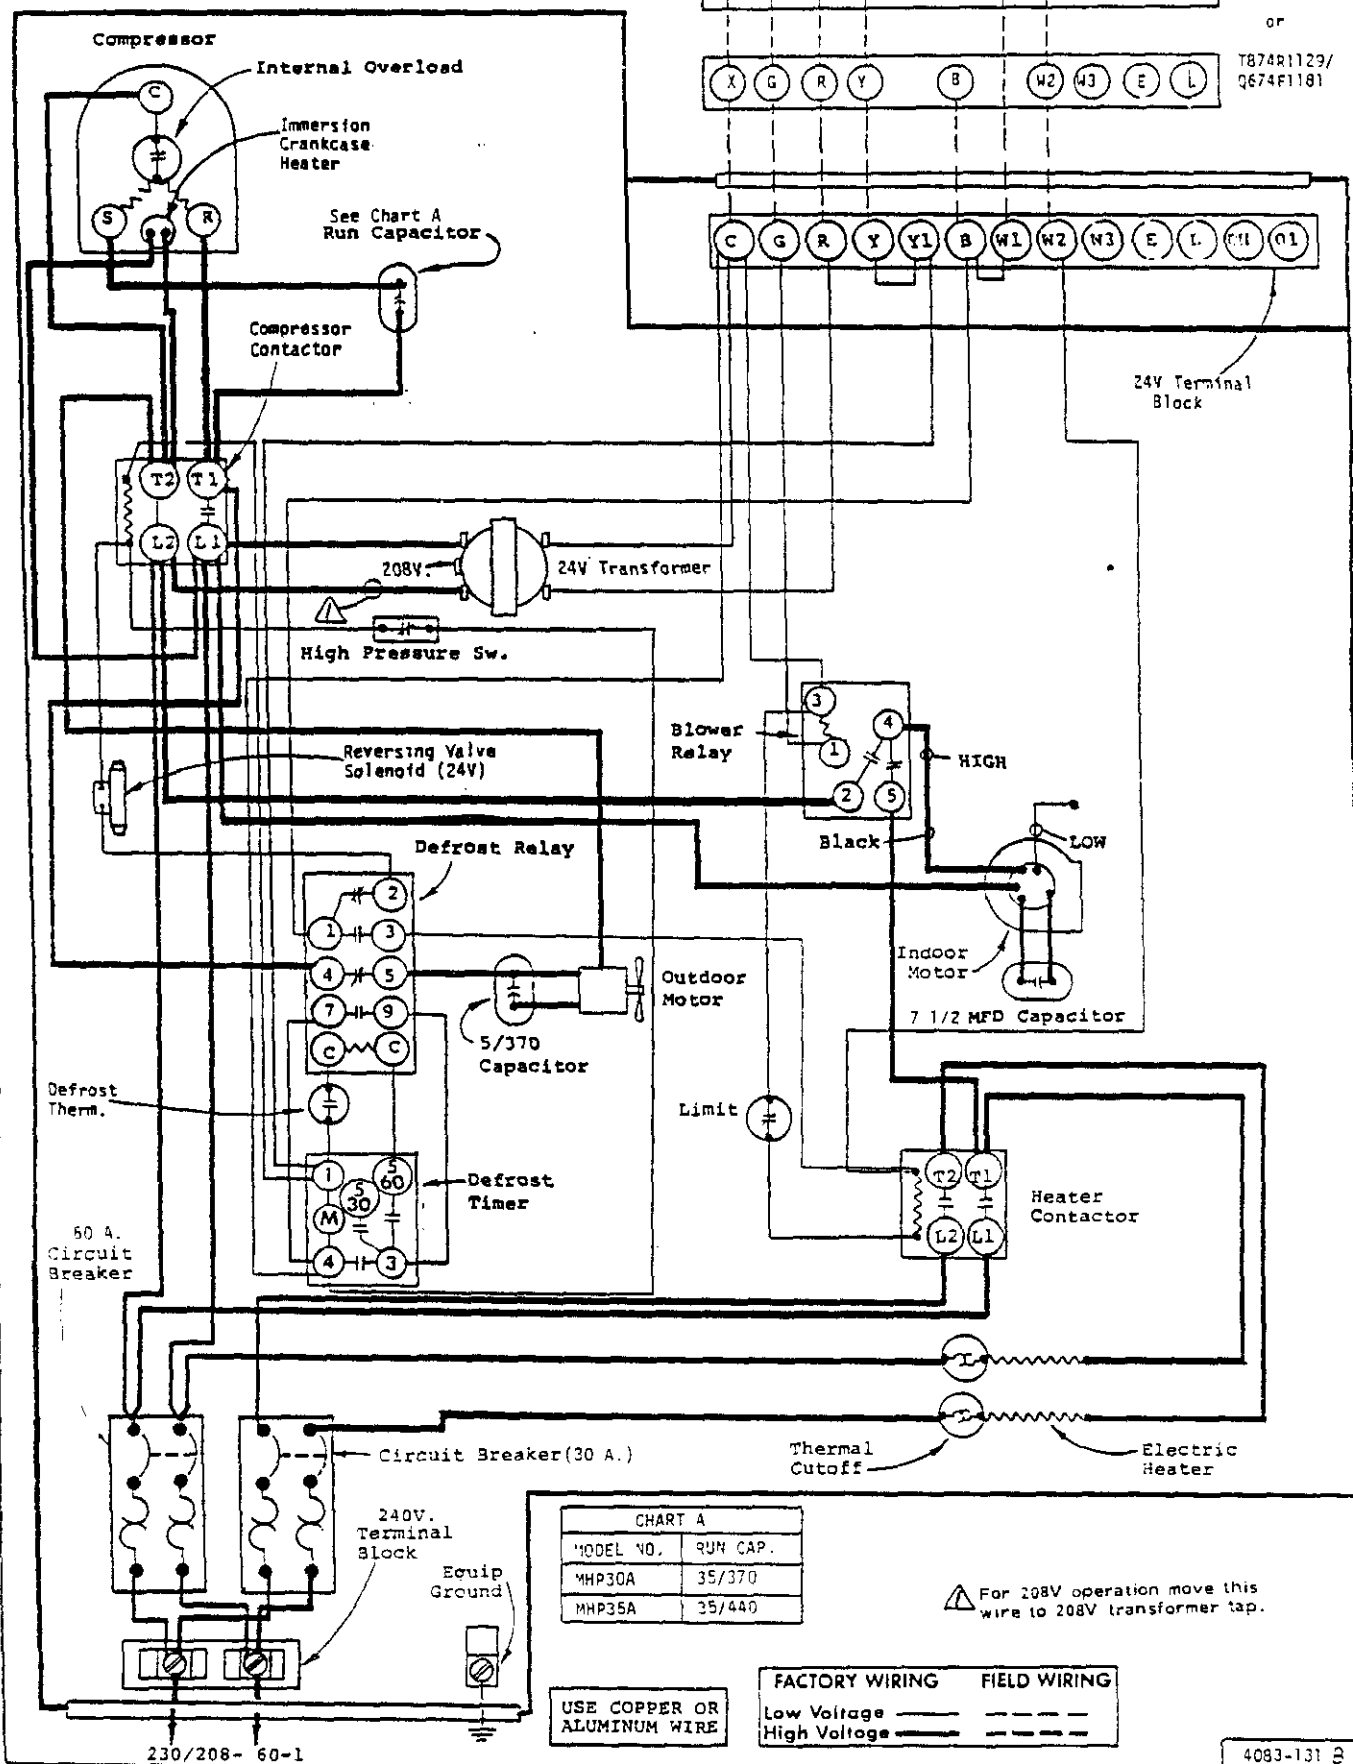 or
T874R1129/
Q674F1181
X G R Y B W2 W3 E L
Compressor
Internal Overload
C
Immersion
Crankcase
Heater
S R
See Chart A
Run Capacitor
C G R Y Y1 B W1 W2 W3 E L O1
Compressor
Contactor
24V Terminal
Block
T2 T1
L2 L1
208V.
24V Transformer
High Pressure Sw.
3
4
1
2 5
Blower
Relay
HIGH
Reversing Valve
Solenoid (24V)
Black
LOW
Defrost Relay
2
1 3
4 5
7 9
C C
Outdoor
Motor
Indoor
Motor
7 1/2 MFD Capacitor
5/370
Capacitor
Defrost
Therm.
Limit
1
S
60
S
30
M
4 3
Defrost
Timer
T2 T1
L2 L1
Heater
Contactor
60 A.
Circuit
Breaker
Circuit Breaker(30 A.)
Thermal
Cutoff
Electric
Heater
240V.
Terminal
Block
Equip
Ground
CHART A
MODEL NO. RUN CAP.
MHP30A 35/370
MHP35A 35/440
For 208V operation move this
wire to 208V transformer tap.
USE COPPER OR
ALUMINUM WIRE
FACTORY WIRING FIELD WIRING
Low Voltage
High Voltage
230/208- 60-1
4083-131 B